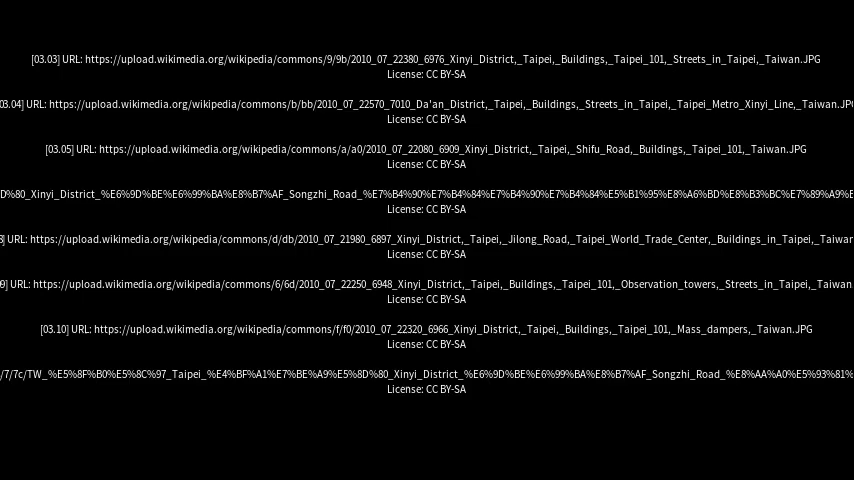 [03.03] URL: https://upload.wikimedia.org/wikipedia/commons/9/9b/2010_07_22380_6976_Xinyi_District,_Taipei,_Buildings,_Taipei_101,_Streets_in_Taipei,_Taiwan.JPG
License: CC BY-SA
03.04] URL: https://upload.wikimedia.org/wikipedia/commons/b/bb/2010_07_22570_7010_Da'an_District,_Taipei,_Buildings,_Streets_in_Taipei,_Taipei_Metro_Xinyi_Line,_Taiwan.JPG
License: CC BY-SA
[03.05] URL: https://upload.wikimedia.org/wikipedia/commons/a/a0/2010_07_22080_6909_Xinyi_District,_Taipei,_Shifu_Road,_Buildings,_Taipei_101,_Taiwan.JPG
License: CC BY-SA
D%80_Xinyi_District_%E6%9D%BE%E6%99%BA%E8%B7%AF_Songzhi_Road_%E7%B4%90%E7%B4%84%E7%B4%90%E7%B4%84%E5%B1%95%E8%A6%BD%E8%B3%BC%E7%89%A9%E
License: CC BY-SA
] URL: https://upload.wikimedia.org/wikipedia/commons/d/db/2010_07_21980_6897_Xinyi_District,_Taipei,_Jilong_Road,_Taipei_World_Trade_Center,_Buildings_in_Taipei,_Taiwan
License: CC BY-SA
9] URL: https://upload.wikimedia.org/wikipedia/commons/6/6d/2010_07_22250_6948_Xinyi_District,_Taipei,_Buildings,_Taipei_101,_Observation_towers,_Streets_in_Taipei,_Taiwan
License: CC BY-SA
[03.10] URL: https://upload.wikimedia.org/wikipedia/commons/f/f0/2010_07_22320_6966_Xinyi_District,_Taipei,_Buildings,_Taipei_101,_Mass_dampers,_Taiwan.JPG
License: CC BY-SA
/7/7c/TW_%E5%8F%B0%E5%8C%97_Taipei_%E4%BF%A1%E7%BE%A9%E5%8D%80_Xinyi_District_%E6%9D%BE%E6%99%BA%E8%B7%AF_Songzhi_Road_%E8%AA%A0%E5%93%81%
License: CC BY-SA